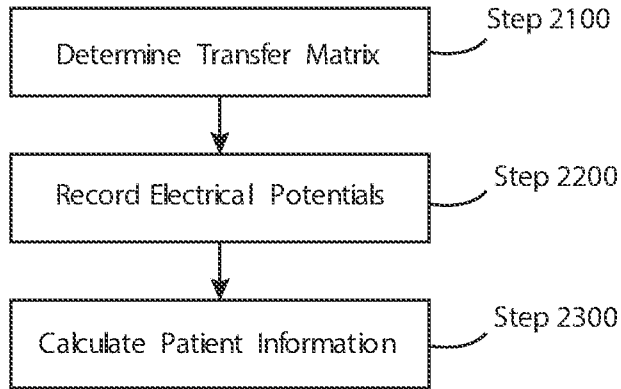 Step 2100
Determine Transfer Matrix
Step 2200
Record Electrical Potentials
Step 2300
Calculate Patient Information